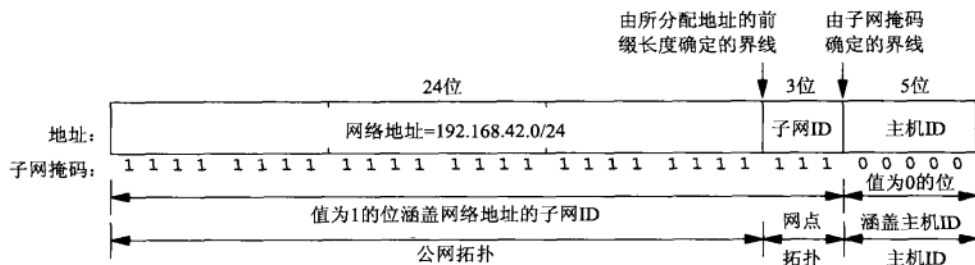 由所分配地址的前
缀长度确定的界线
由子网掩码
确定的界线
24位
3位
5位
地址：
网络地址=192.168.42.0/24
子网ID
主机ID
子网掩码：
1 1 1 1 1 1 1 1 1 1 1 1 1 1 1 1 1 1 1 1 1 1 1 1 1 1 1 0 0 0 0 0
值为1的位涵盖网络地址的子网ID
值为0的位
涵盖主机ID
公网拓扑
网点
拓扑
主机ID